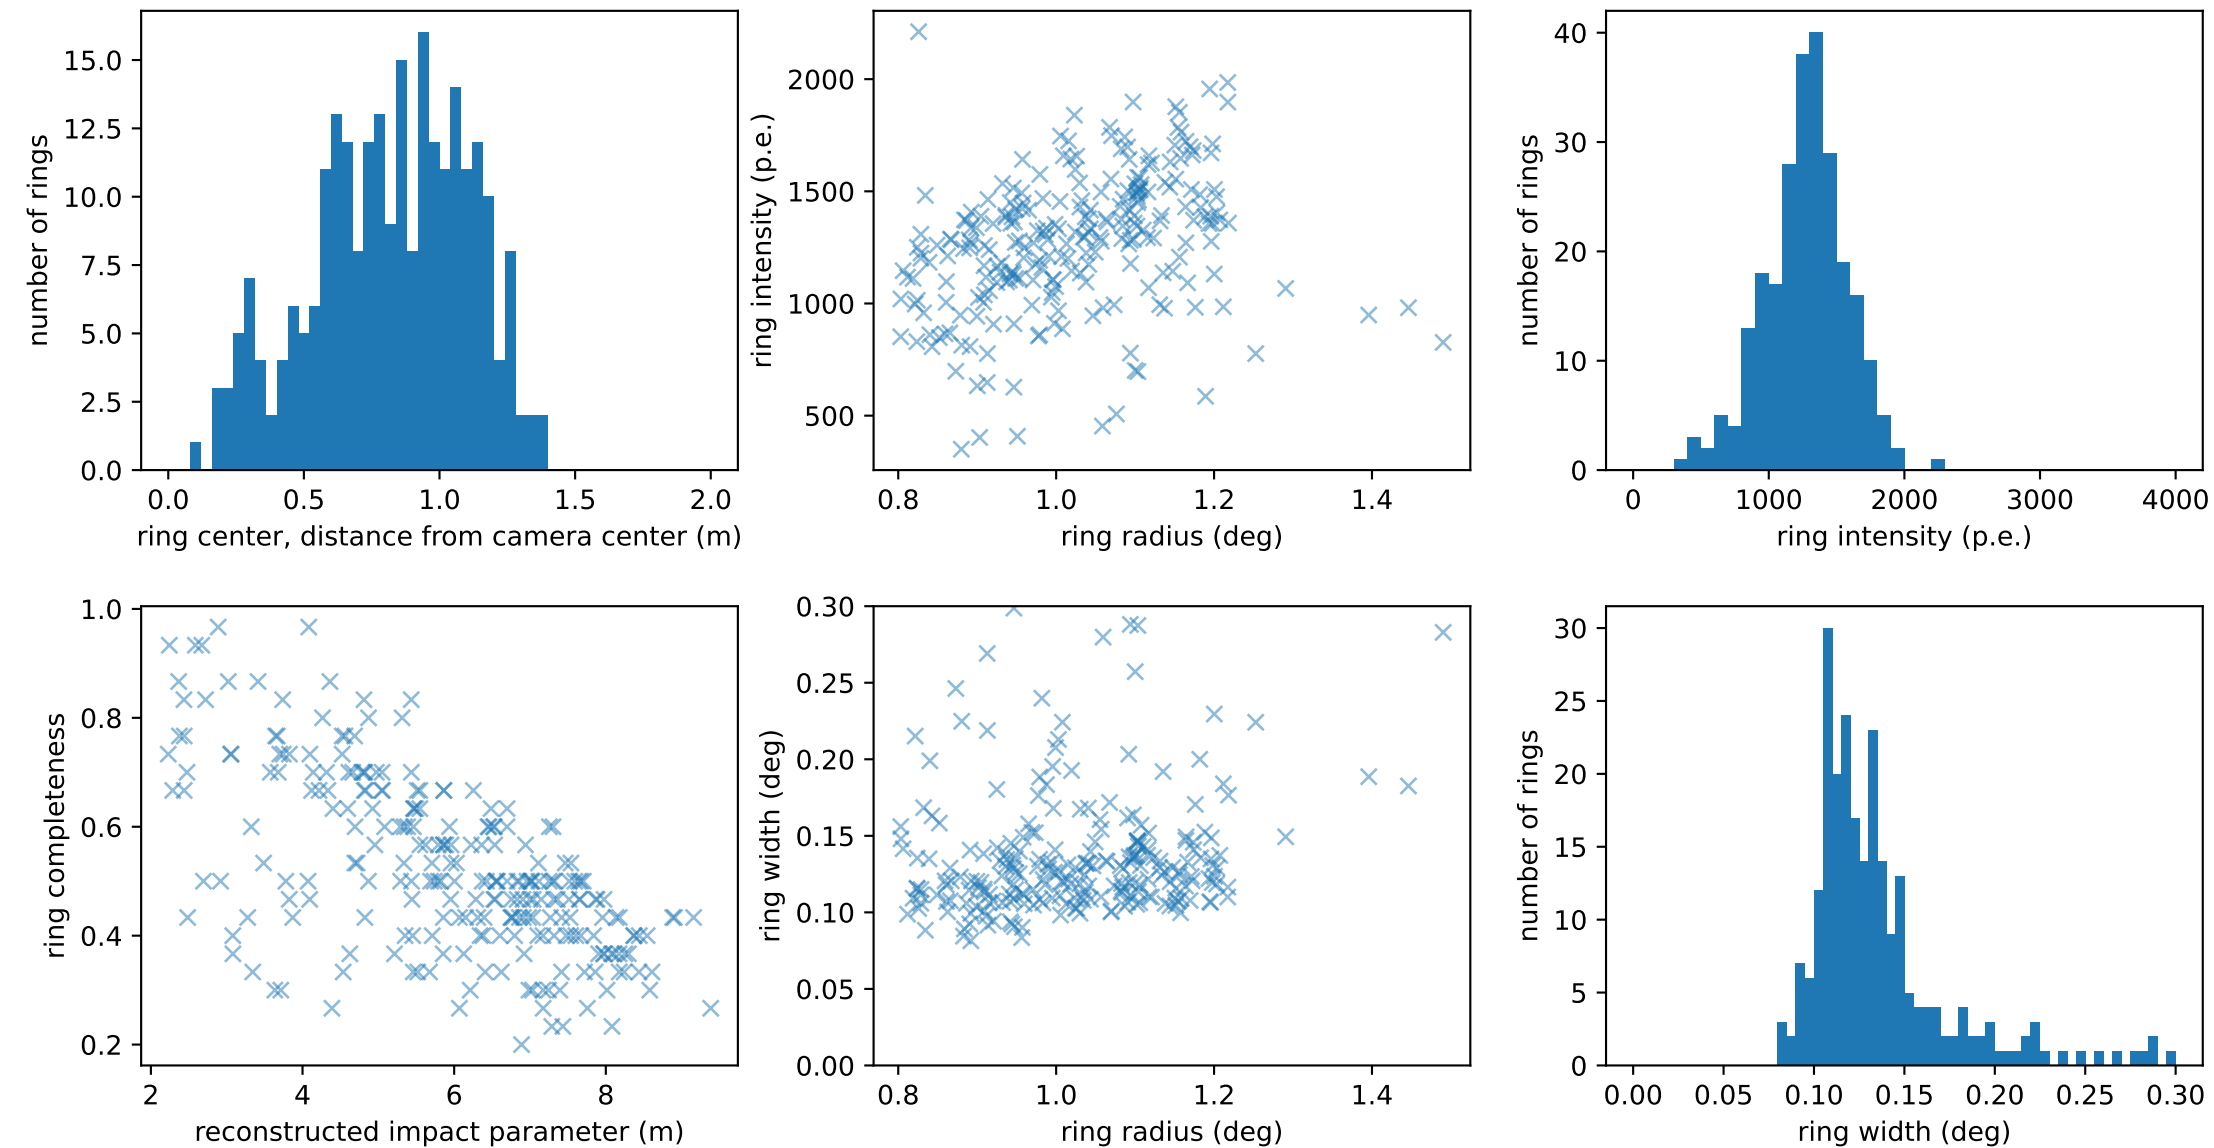 15.0
12.5
10.0
7.5
5.0
2.5
0.0
number of rings
0.0 0.5 1.0 1.5 2.0
ring center, distance from camera center (m)
2000
1500
1000
500
ring intensity (p.e.)
0.8 1.0 1.2 1.4
ring radius (deg)
40
30
20
10
0
number of rings
0 1000 2000 3000 4000
ring intensity (p.e.)
1.0
0.8
0.6
0.4
0.2
ring completeness
2 4 6 8
reconstructed impact parameter (m)
0.30
0.25
0.20
0.15
0.10
0.05
0.00
ring width (deg)
0.8 1.0 1.2 1.4
ring radius (deg)
30
25
20
15
10
5
0
number of rings
0.00 0.05 0.10 0.15 0.20 0.25 0.30
ring width (deg)